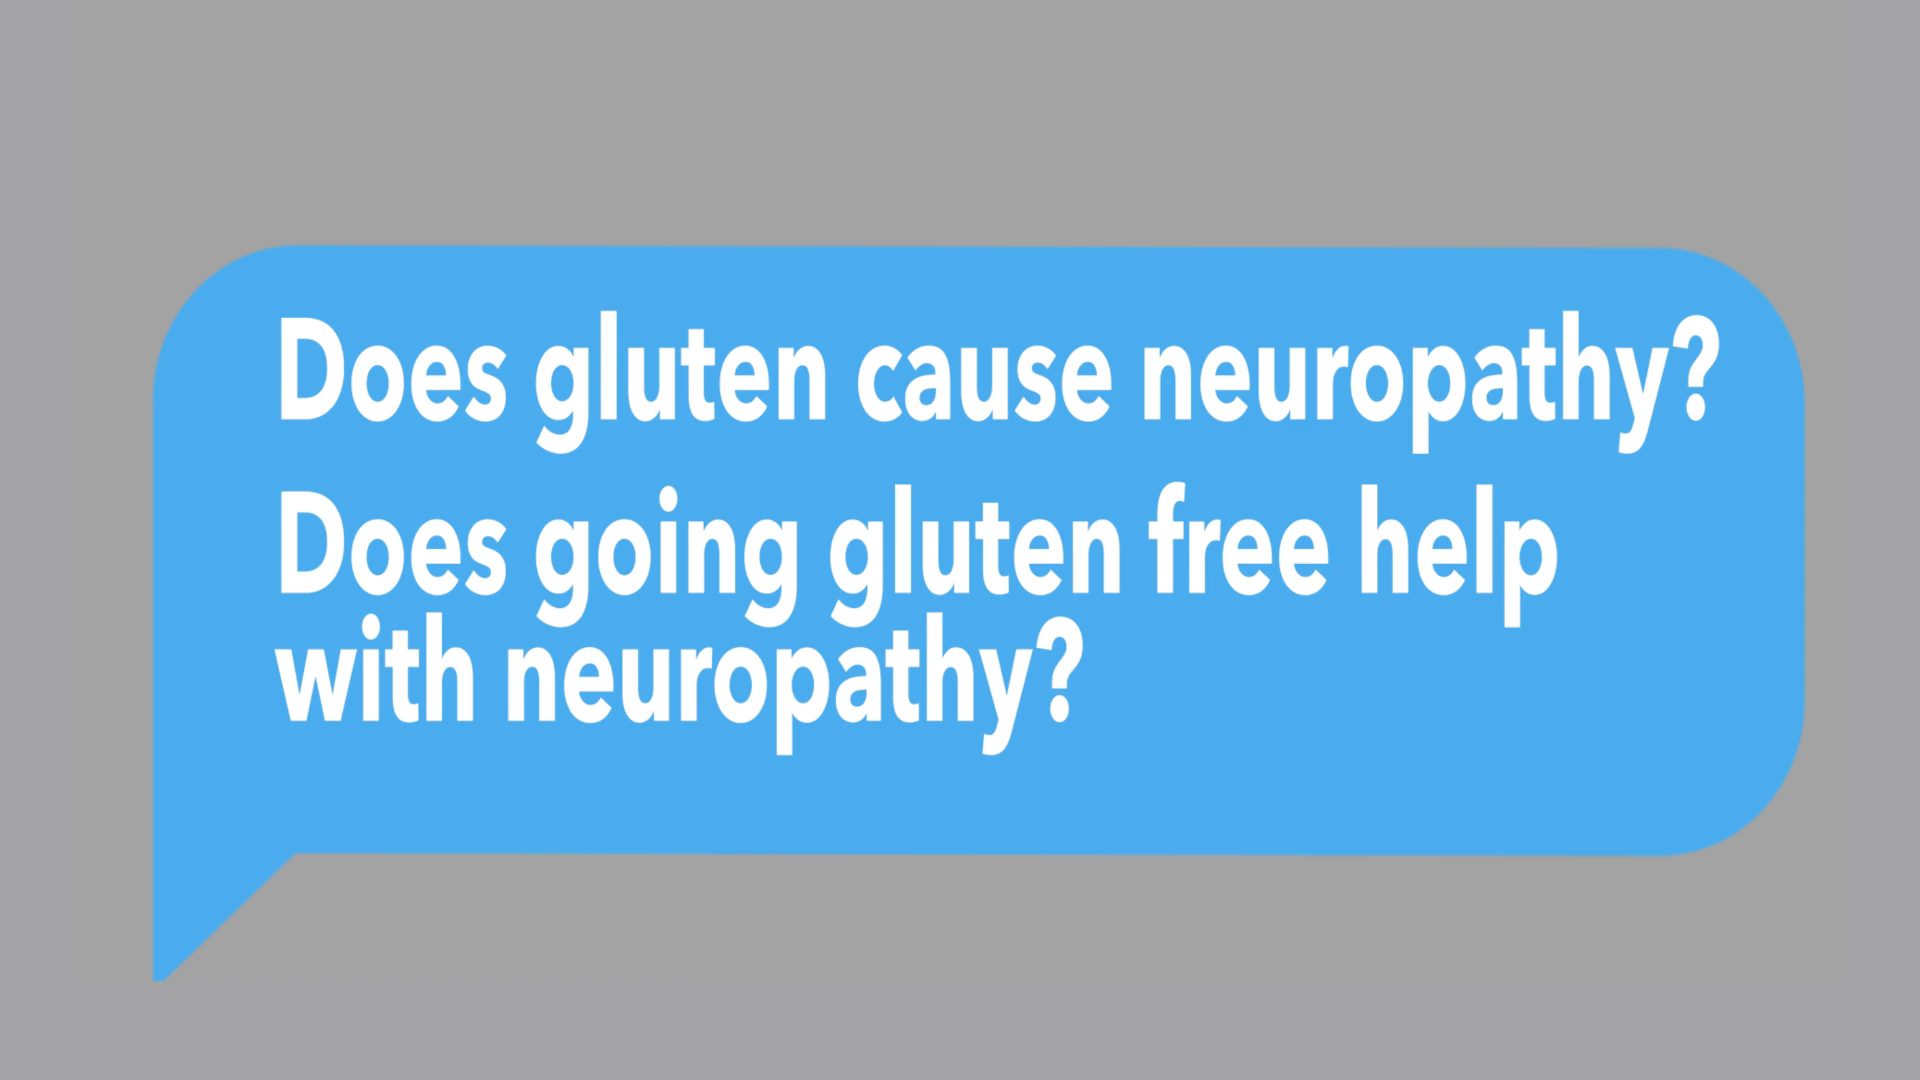 Does gluten cause neuropathy?
Does going gluten free help
with neuropathy?